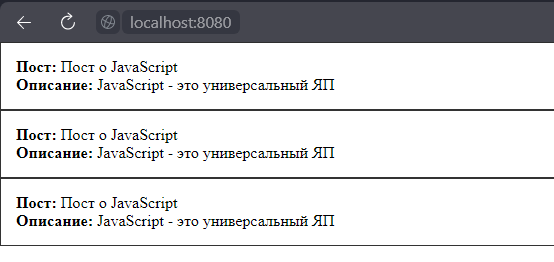 localhost:8080
Пост: Пост о JavaScript
Описание: JavaScript - это универсальный ЯП
Пост: Пост о JavaScript
Описание: JavaScript - это универсальный ЯП
Пост: Пост о JavaScript
Описание: JavaScript - это универсальный ЯП